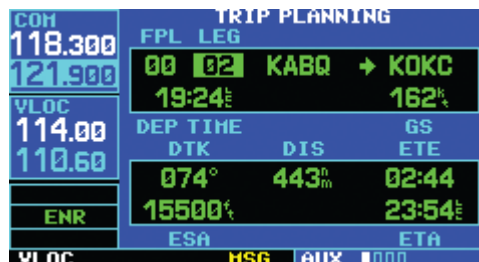 COM
118.300
121.900
VLOC
114.00
110.60
ENR
VLOC
TRIP PLANNING
FPL LEG
00 02 KABQ → KOKC
19:24 162
DEP TIME GS
DTK DIS ETE
074° 443 02:44
15500 23:54
ESA ETA
MSG AUX